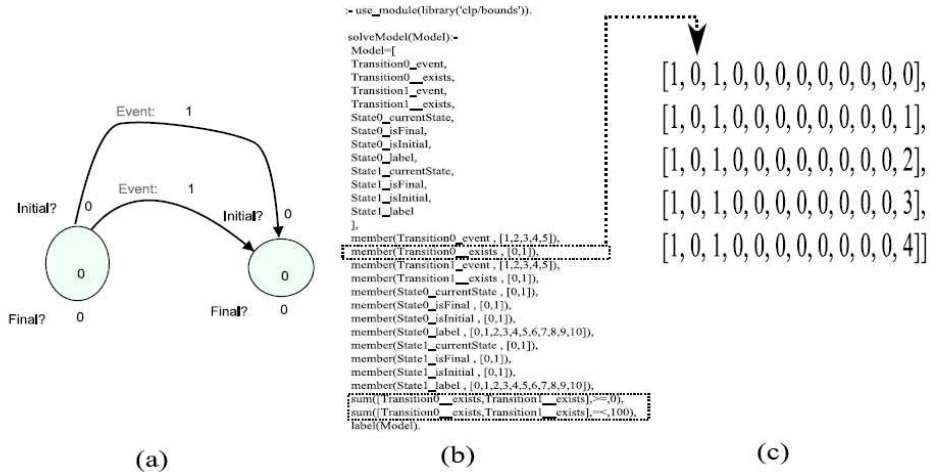 Event: 1
Event: 1
Initial? 0
Initial? 0
0
0
Final? 0
Final? 0
(a)
:- use_module(library('clp/bounds')).
solveModel(Model):-
Model=[
Transition0_event,
Transition0__exists,
Transition1_event,
Transition1__exists,
State0_currentState,
State0_isFinal,
State0_isInitial,
State0_label,
State1_currentState,
State1_isFinal,
State1_isInitial,
State1_label
],
member(Transition0_event , [1,2,3,4,5]),
member(Transition0__exists , [0,1]),
member(Transition1_event , [1,2,3,4,5]),
member(Transition1__exists , [0,1]),
member(State0_currentState , [0,1]),
member(State0_isFinal , [0,1]),
member(State0_isInitial , [0,1]),
member(State0_label , [0,1,2,3,4,5,6,7,8,9,10]),
member(State1_currentState , [0,1]),
member(State1_isFinal , [0,1]),
member(State1_isInitial , [0,1]),
member(State1_label , [0,1,2,3,4,5,6,7,8,9,10]),
sum([Transition0__exists,Transition1__exists],>=,0),
sum([Transition0__exists,Transition1__exists],=<,100),
label(Model).
(b)
[1, 0, 1, 0, 0, 0, 0, 0, 0, 0, 0, 0],
[1, 0, 1, 0, 0, 0, 0, 0, 0, 0, 0, 1],
[1, 0, 1, 0, 0, 0, 0, 0, 0, 0, 0, 2],
[1, 0, 1, 0, 0, 0, 0, 0, 0, 0, 0, 3],
[1, 0, 1, 0, 0, 0, 0, 0, 0, 0, 0, 4]]
(c)